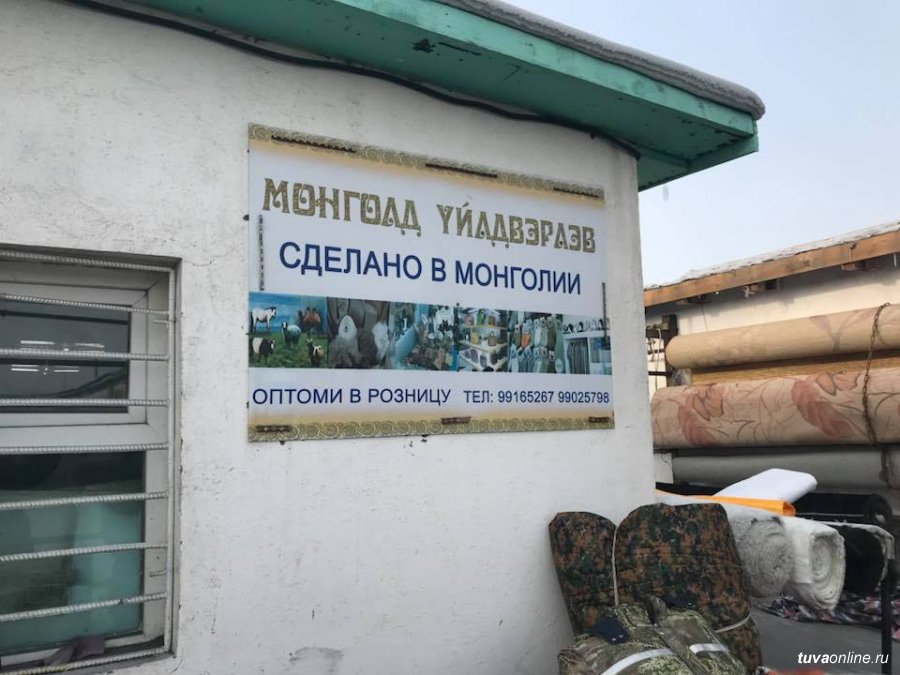 МОНГОЛД ҮЙЛДВЭРЛЭВ
СДЕЛАНО В МОНГОЛИИ
ОПТОМИ В РОЗНИЦУ ТЕЛ: 99165267 99025798
tuvaonline.ru